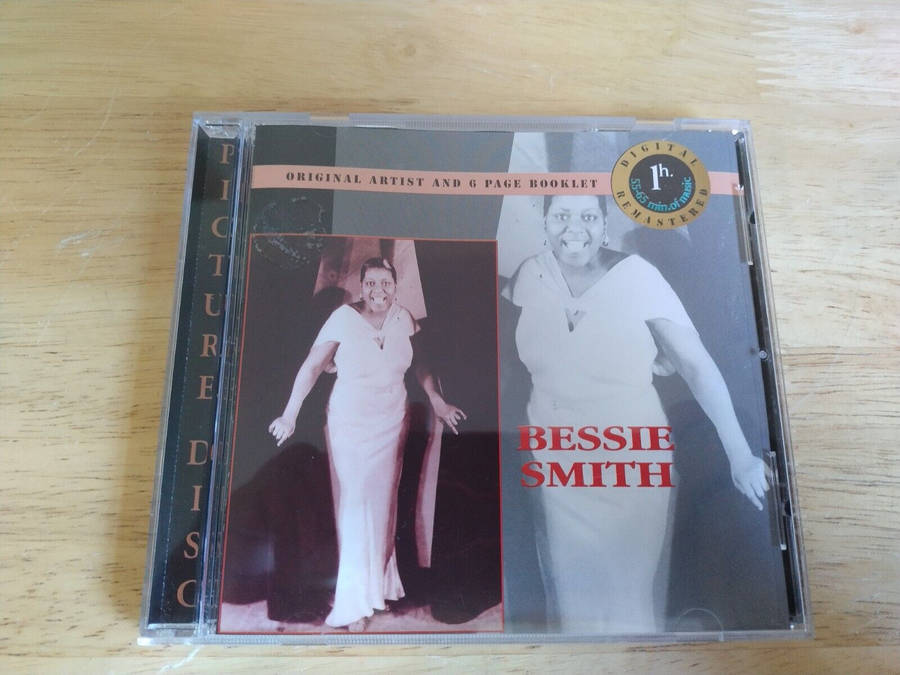 PICTURE DISC
ORIGINAL ARTIST AND 6 PAGE BOOKLET
DIGITAL
1h.
55-65 min. of music
REMASTERED
BESSIE
SMITH